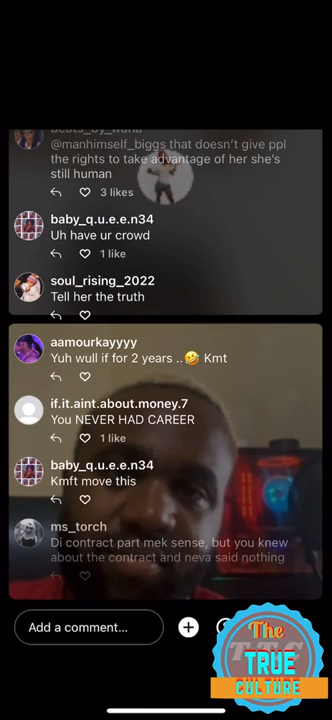 beats_by_wand
@manhimself_biggs that doesn't give ppl
the rights to take advantage of her she's
still human
3 likes
baby_q.u.e.e.n34
Uh have ur crowd
1 like
soul_rising_2022
Tell her the truth
aamourkayyyy
Yuh wull if for 2 years ..🤣 Kmt
if.it.aint.about.money.7
You NEVER HAD CAREER
1 like
baby_q.u.e.e.n34
Kmft move this
ms_torch
Di contract part mek sense, but you knew
about the contract and neva said nothing
Add a comment...
The
T.T.C
TRUE
CULTURE